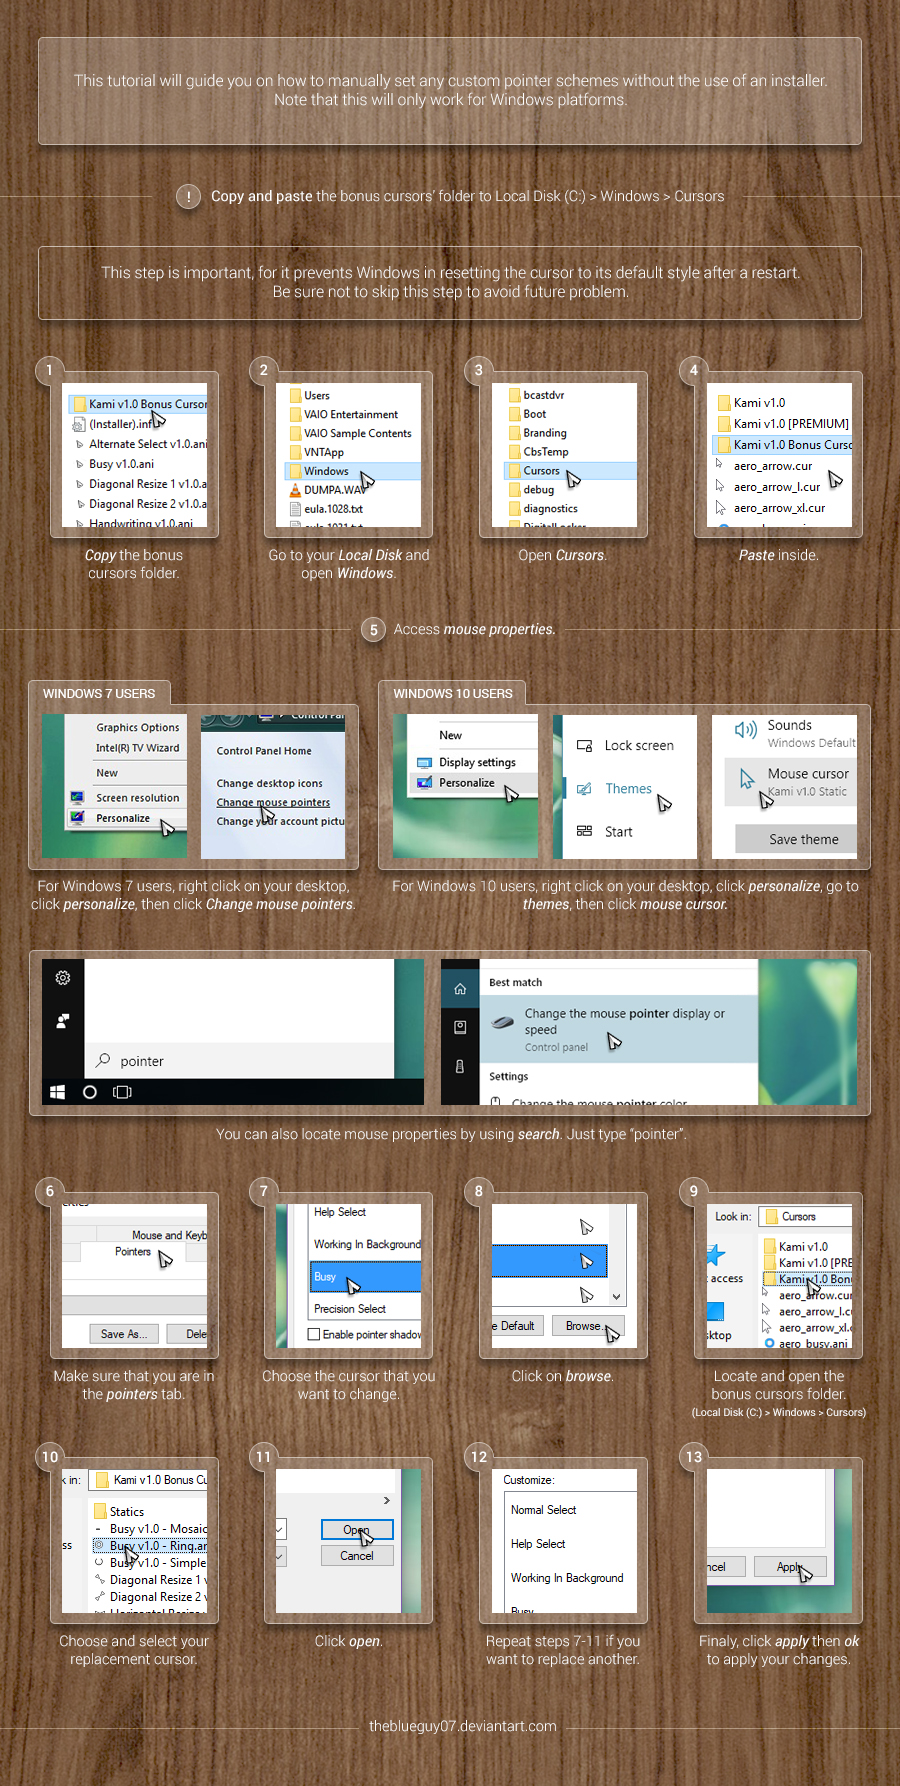 This tutorial will guide you on how to manually set any custom pointer schemes without the use of an installer.
Note that this will only work for Windows platforms.
! Copy and paste the bonus cursors' folder to Local Disk (C:) > Windows > Cursors
This step is important, for it prevents Windows in resetting the cursor to its default style after a restart.
Be sure not to skip this step to avoid future problem.
1
Kami v1.0 Bonus Cursor
(Installer).inf
Alternate Select v1.0.ani
Busy v1.0.ani
Diagonal Resize 1 v1.0.a
Diagonal Resize 2 v1.0.a
Handwriting v1.0.ani
Copy the bonus
cursors folder.
2
Users
VAIO Entertainment
VAIO Sample Contents
VNTApp
Windows
DUMPA.WAV
eula.1028.txt
eula.1031.txt
Go to your Local Disk and
open Windows.
3
bcastdvr
Boot
Branding
CbsTemp
Cursors
debug
diagnostics
DigitalLocker
Open Cursors.
4
Kami v1.0
Kami v1.0 [PREMIUM]
Kami v1.0 Bonus Curso
aero_arrow.cur
aero_arrow_l.cur
aero_arrow_xl.cur
Paste inside.
5 Access mouse properties.
WINDOWS 7 USERS
Graphics Options
Intel(R) TV Wizard
New
Screen resolution
Personalize
Control Pan
Control Panel Home
Change desktop icons
Change mouse pointers
Change your account pictu
For Windows 7 users, right click on your desktop,
click personalize, then click Change mouse pointers.
WINDOWS 10 USERS
New
Display settings
Personalize
Lock screen
Themes
Start
Sounds
Windows Default
Mouse cursor
Kami v1.0 Static
Save theme
For Windows 10 users, right click on your desktop, click personalize, go to
themes, then click mouse cursor.
pointer
Best match
Change the mouse pointer display or
speed
Control panel
Settings
Change the mouse pointer color
You can also locate mouse properties by using search. Just type “pointer”.
6
Mouse and Keyb
Pointers
Save As...
Dele
Make sure that you are in
the pointers tab.
7
Help Select
Working In Background
Busy
Precision Select
Enable pointer shadow
Choose the cursor that you
want to change.
8
e Default
Browse...
Click on browse.
9
Look in:
Cursors
Kami v1.0
Kami v1.0 [PRE
Kami v1.0 Bonu
aero_arrow.cur
aero_arrow_l.cu
aero_arrow_xl.c
aero_busy.ani
access
ktop
Locate and open the
bonus cursors folder.
(Local Disk (C:) > Windows > Cursors)
10
k in:
Kami v1.0 Bonus Cu
Statics
Busy v1.0 - Mosaic
Busy v1.0 - Ring.an
Busy v1.0 - Simple
Diagonal Resize 1 v
Diagonal Resize 2 v
Horizontal Resize
ss
Choose and select your
replacement cursor.
11
Open
Cancel
Click open.
12
Customize:
Normal Select
Help Select
Working In Background
Busy
Repeat steps 7-11 if you
want to replace another.
13
ncel
Apply
Finaly, click apply then ok
to apply your changes.
theblueguy07.deviantart.com